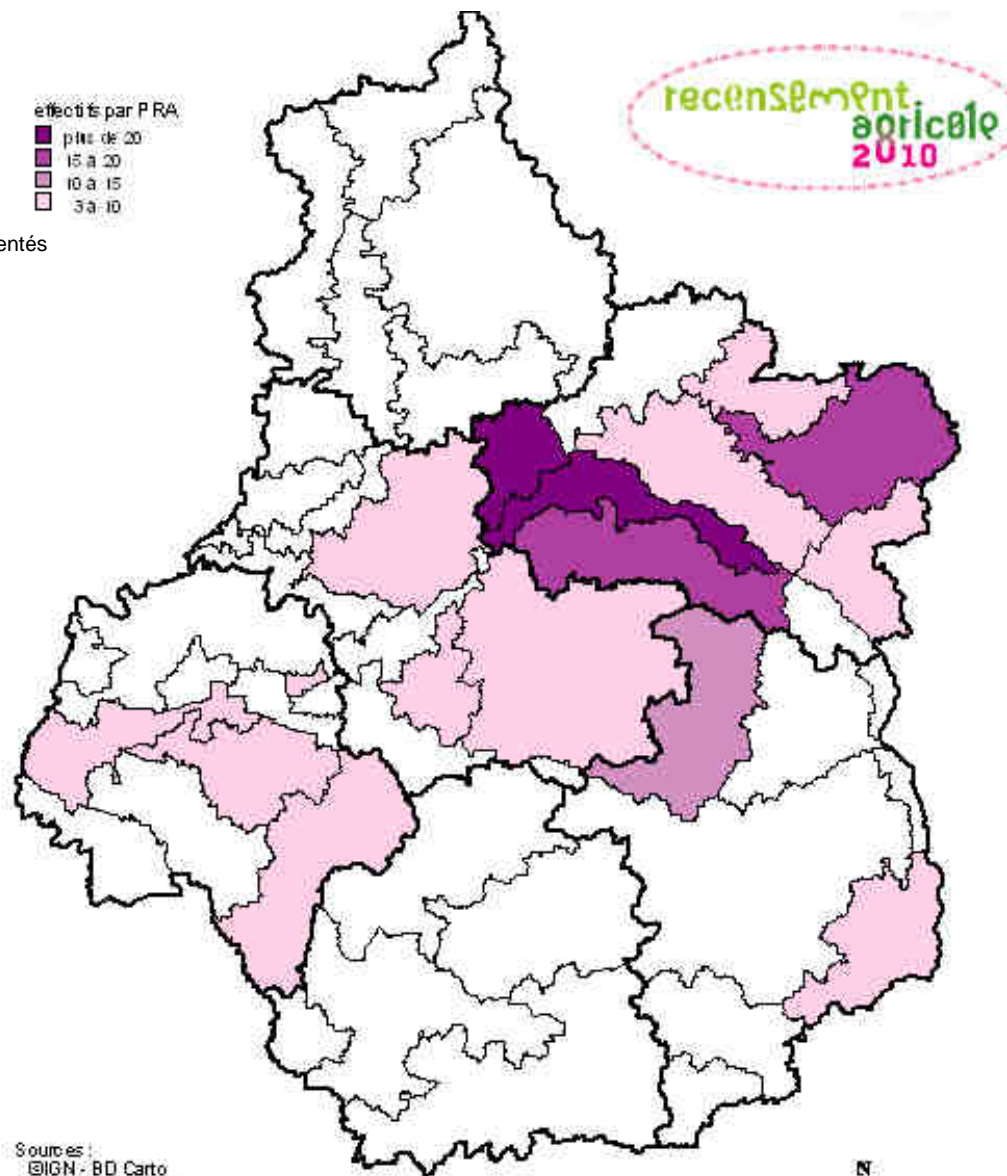 effectifs par PRA
plus de 20
15 à 20
10 à 15
3 à 10
entés
recensement
agricole
2010
Sources :
©IGN - BD Carto
N